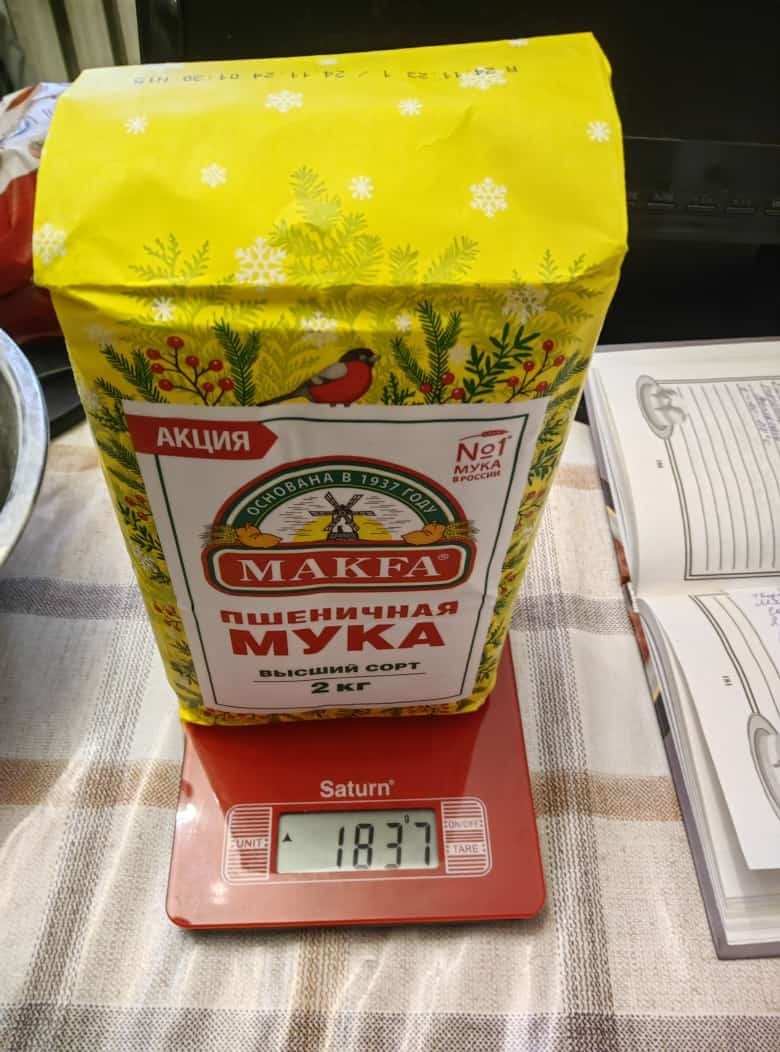 АКЦИЯ
№1
МУКА
В РОССИИ
ОСНОВАНА В 1937 ГОДУ
МАКFА®
ПШЕНИЧНАЯ
МУКА
ВЫСШИЙ СОРТ
2 КГ
Saturn®
UNIT
1837
g
ON/OFF
TARE